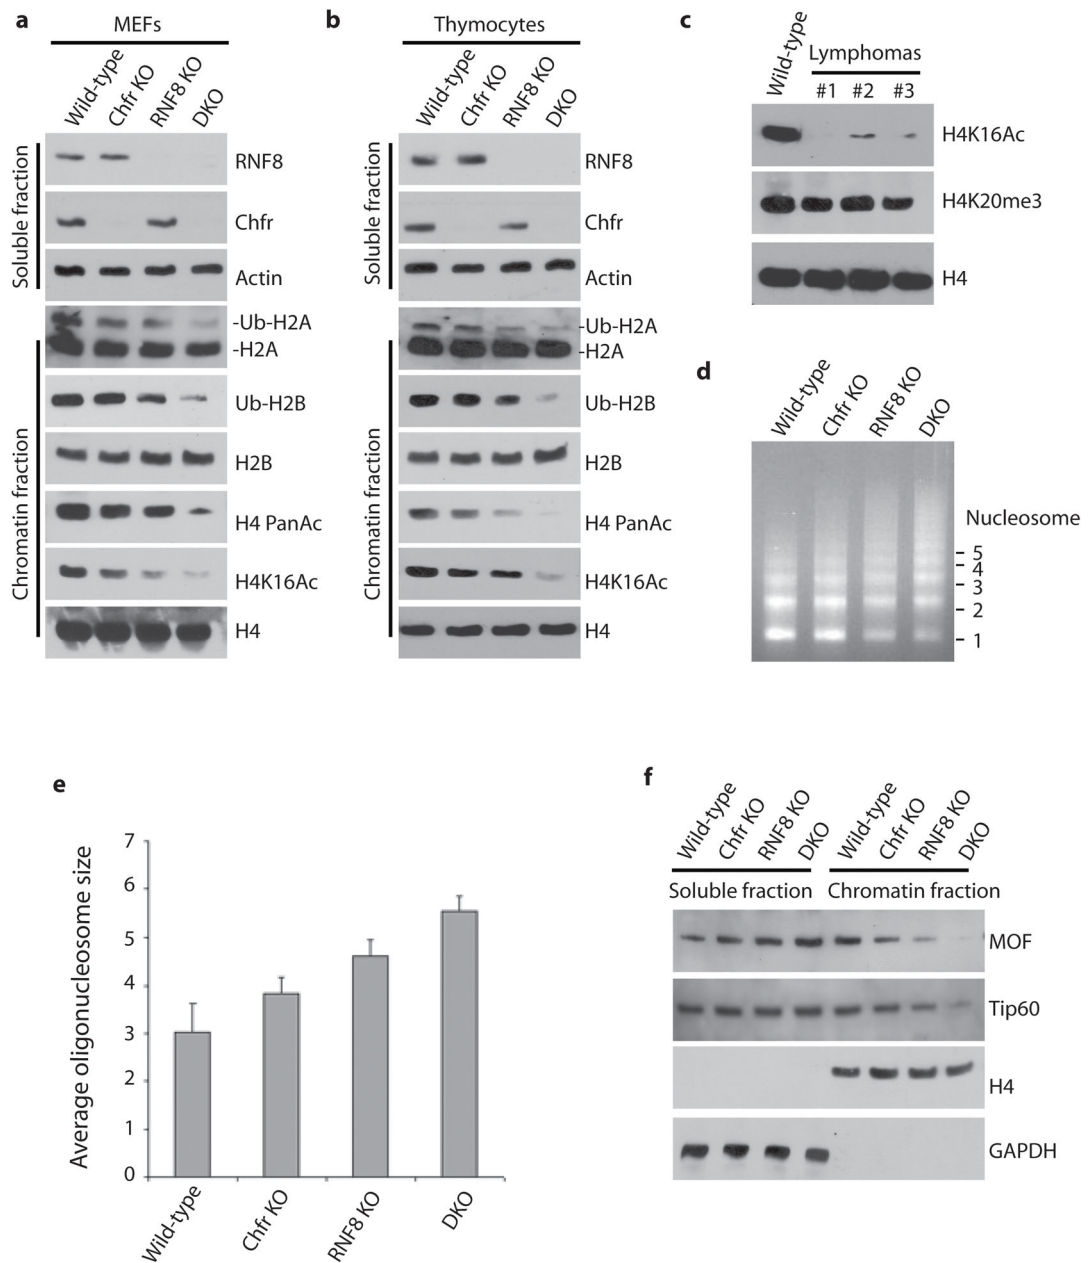 a
MEFs
Wild-type
Chfr KO
RNF8 KO
DKO
Soluble fraction
RNF8
Chfr
Actin
-Ub-H2A
-H2A
Chromatin fraction
Ub-H2B
H2B
H4 PanAc
H4K16Ac
H4
b
Thymocytes
Wild-type
Chfr KO
RNF8 KO
DKO
Soluble fraction
RNF8
Chfr
Actin
-Ub-H2A
-H2A
Chromatin fraction
Ub-H2B
H2B
H4 PanAc
H4K16Ac
H4
c
Wild-type
Lymphomas
#1 #2 #3
H4K16Ac
H4K20me3
H4
d
Wild-type
Chfr KO
RNF8 KO
DKO
Nucleosome
5
4
3
2
1
e
Average oligonucleosome size
7
6
5
4
3
2
1
0
Wild-type
Chfr KO
RNF8 KO
DKO
f
Wild-type
Chfr KO
RNF8 KO
DKO
Wild-type
Chfr KO
RNF8 KO
DKO
Soluble fraction
Chromatin fraction
MOF
Tip60
H4
GAPDH